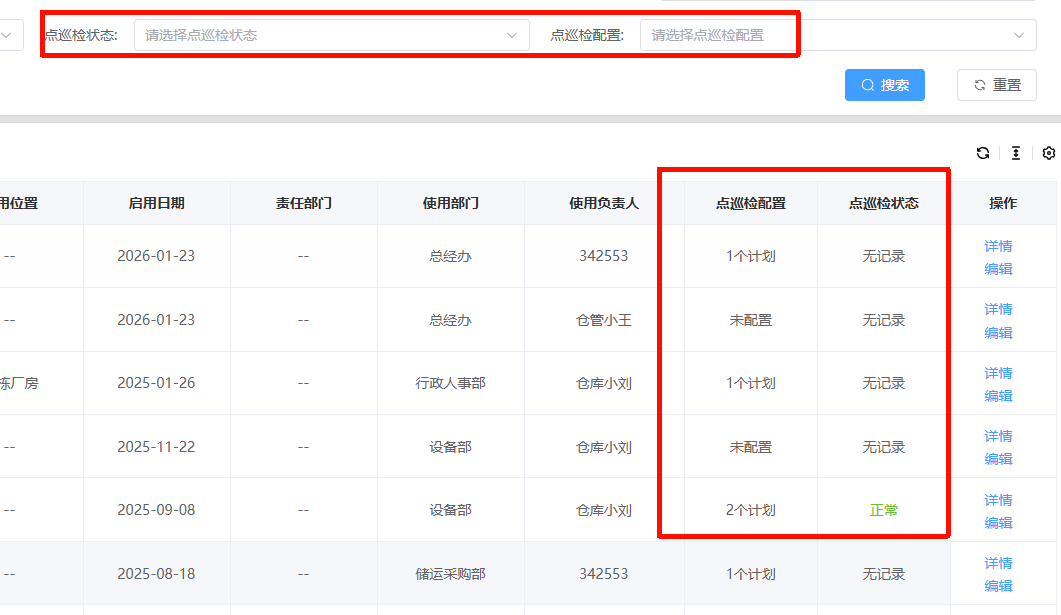 点巡检状态: 请选择点巡检状态 点巡检配置: 请选择点巡检配置
搜索 重置
用位置 启用日期 责任部门 使用部门 使用负责人 点巡检配置 点巡检状态 操作
-- 2026-01-23 -- 总经办 342553 1个计划 无记录 详情
编辑
-- 2026-01-23 -- 总经办 仓管小王 未配置 无记录 详情
编辑
栋厂房 2025-01-26 -- 行政人事部 仓库小刘 1个计划 无记录 详情
编辑
-- 2025-11-22 -- 设备部 仓库小刘 未配置 无记录 详情
编辑
-- 2025-09-08 -- 设备部 仓库小刘 2个计划 正常 详情
编辑
-- 2025-08-18 -- 储运采购部 342553 1个计划 无记录 详情
编辑